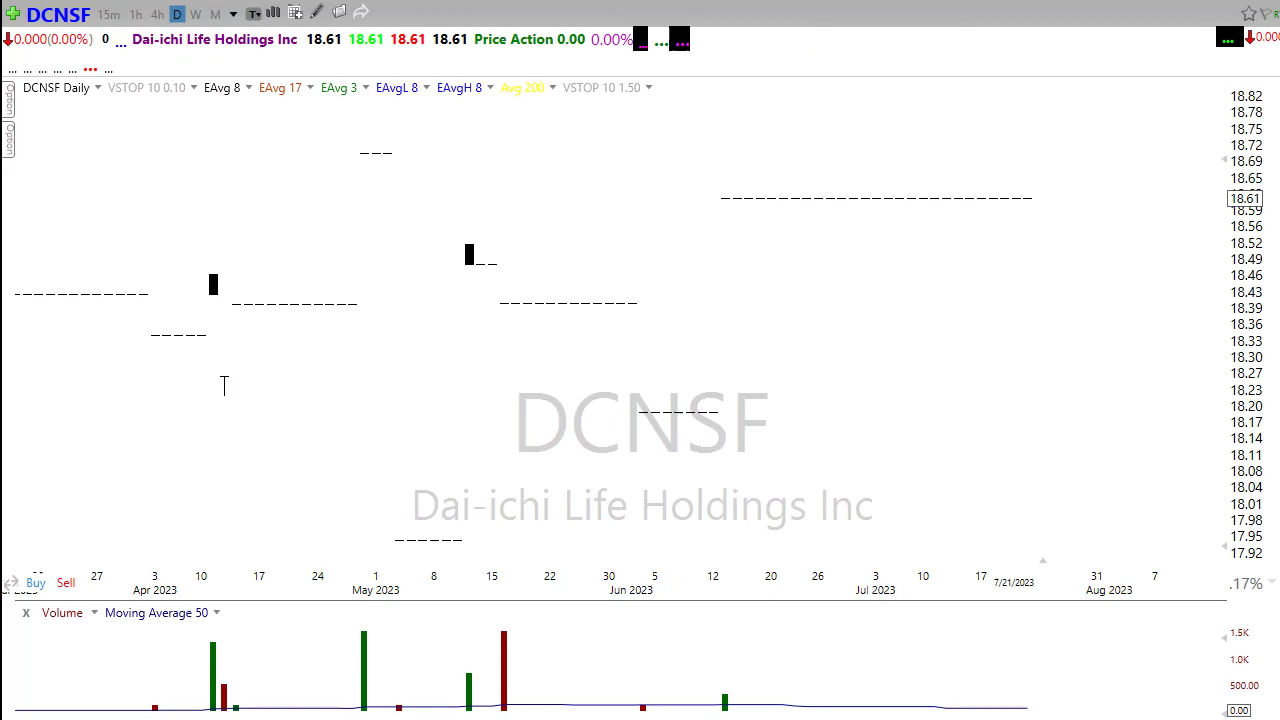 DCNSF 15m 1h 4h D W M
0.000(0.00%) 0 ... Dai-ichi Life Holdings Inc 18.61 18.61 18.61 18.61 Price Action 0.00 0.00% ... ... ... ... 0.000
... ... ... ... ... ... ...
DCNSF Daily VSTOP 10 0.10 EAvg 8 EAvg 17 EAvg 3 EAvgL 8 EAvgH 8 Avg 200 VSTOP 10 1.50
Option
Option
18.82
18.78
18.75
18.72
18.69
18.65
18.61
18.59
18.56
18.52
18.49
18.46
18.43
18.39
18.36
18.33
18.30
18.27
18.23
18.20
18.17
18.14
18.11
18.08
18.04
18.01
17.98
17.95
17.92
DCNSF
Dai-ichi Life Holdings Inc
27 3 10 17 24 1 8 15 22 30 5 12 20 26 3 10 17 7/21/2023 31 7
Buy Sell .17%
Apr 2023 May 2023 Jun 2023 Jul 2023 Aug 2023
X Volume Moving Average 50
1.5K
1.0K
500.00
0.00